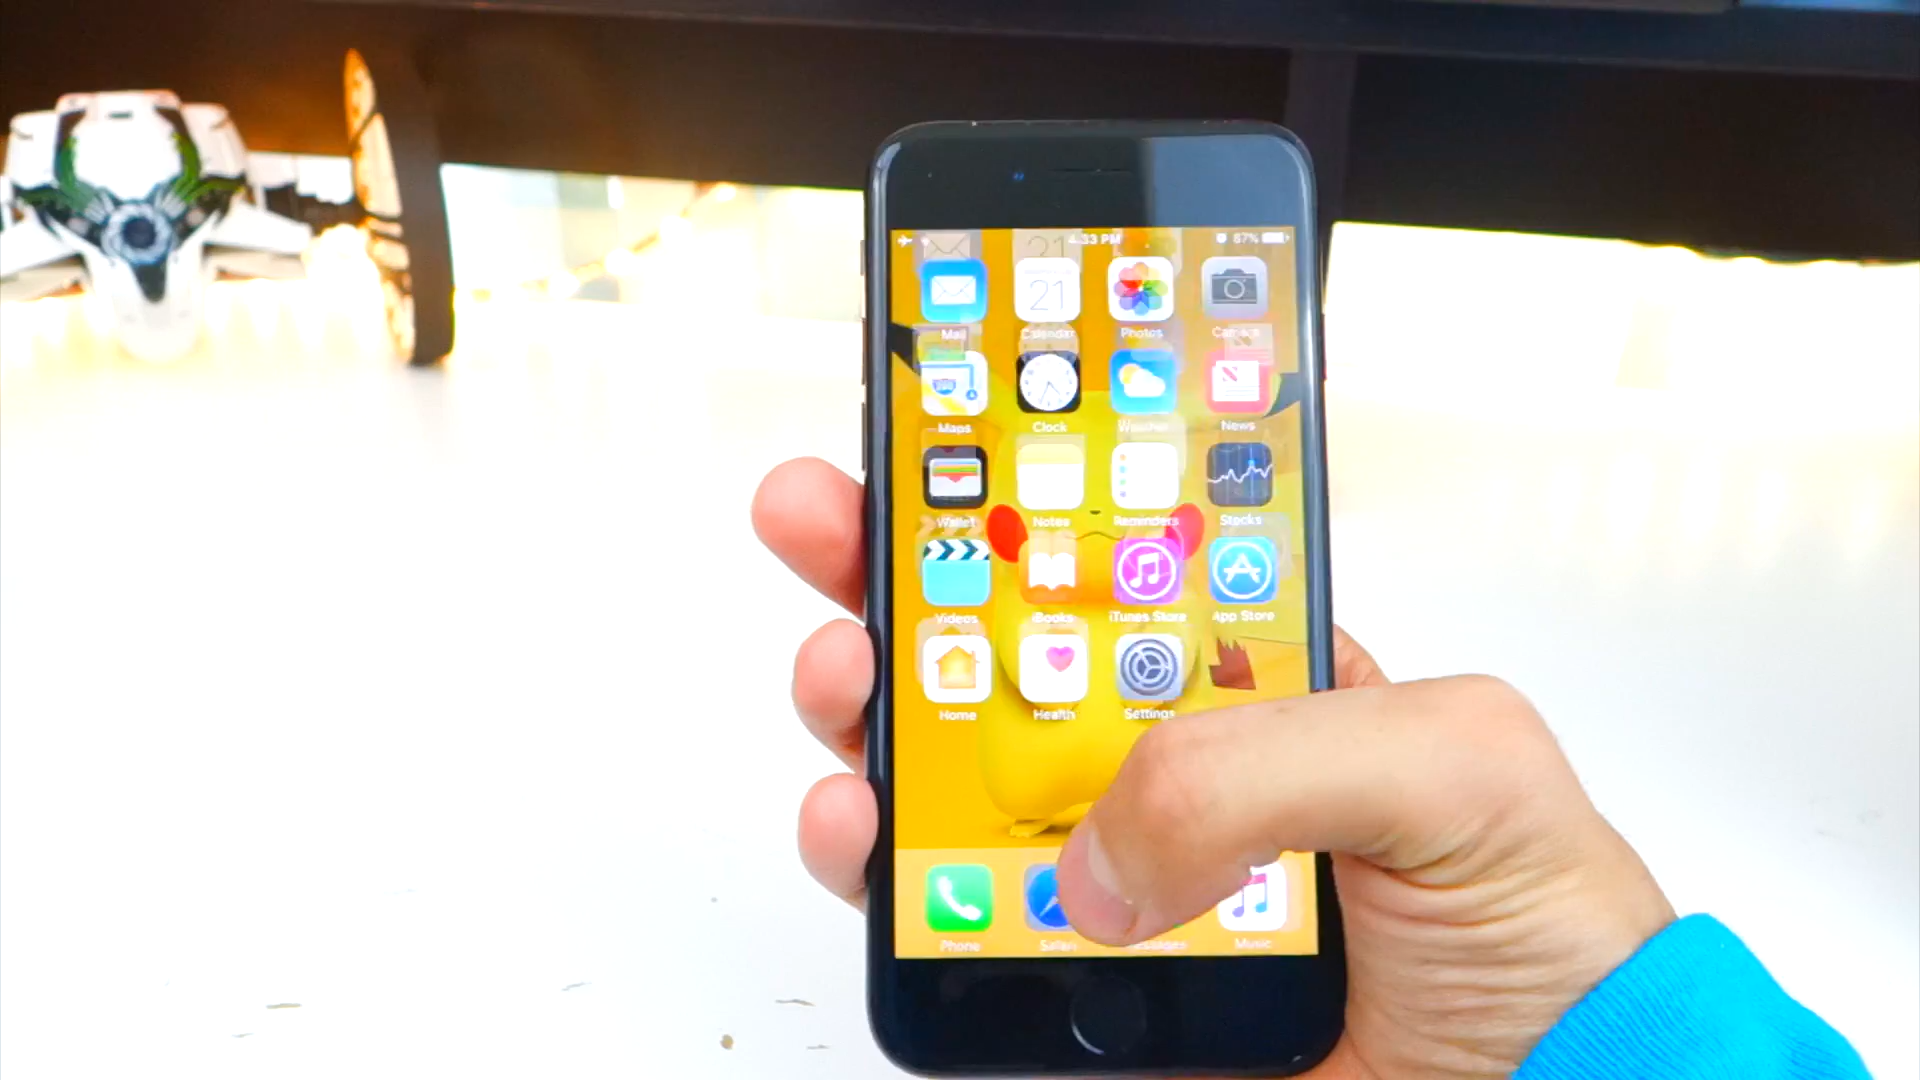 4:33 PM 87%
21
Mail Calendar Photos Camera
Maps Clock Weather News
Wallet Notes Reminders Stocks
Videos iBooks iTunes Store App Store
Home Health Settings
Phone Safari Messages Music